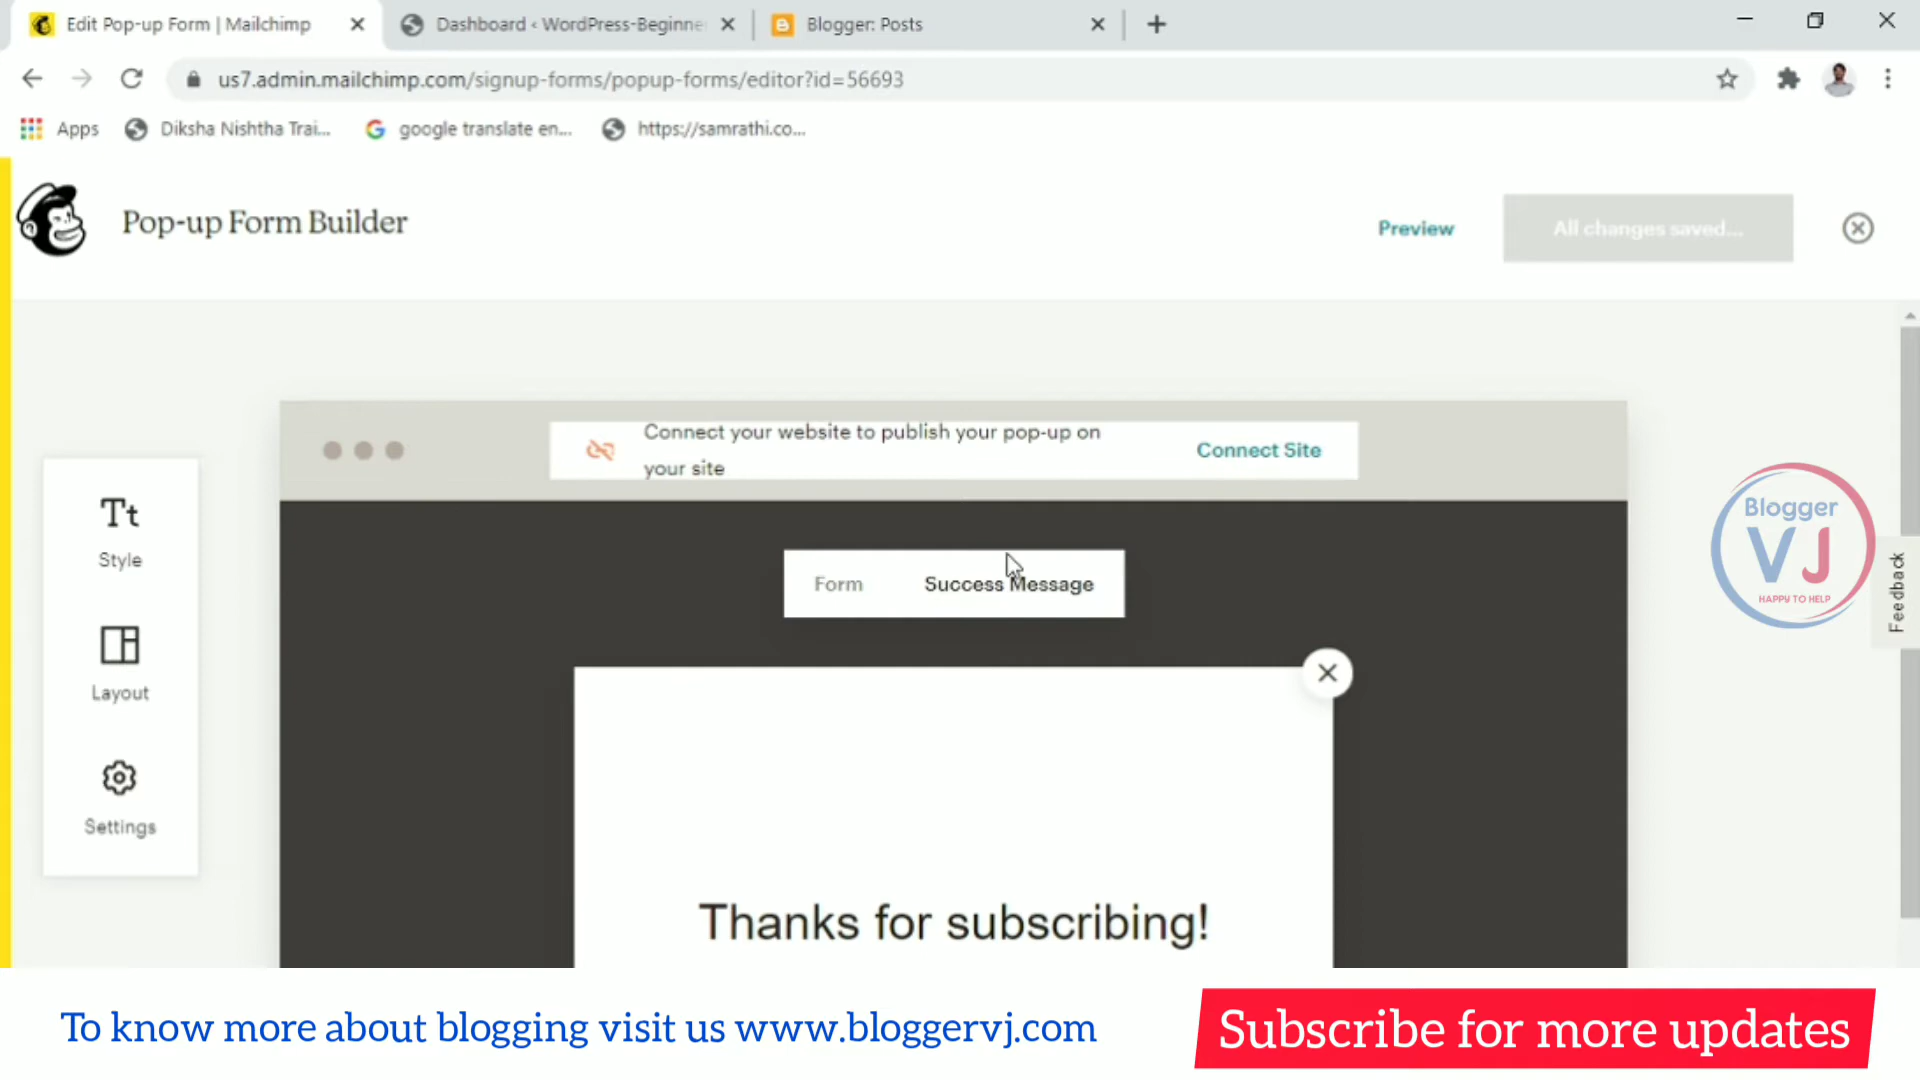 Edit Pop-up Form | Mailchimp
Dashboard ‹ WordPress-Beginner
Blogger: Posts
us7.admin.mailchimp.com/signup-forms/popup-forms/editor?id=56693
Apps
Diksha Nishtha Trai...
google translate en...
https://samrathi.co...
Pop-up Form Builder
Preview
All changes saved...
Connect your website to publish your pop-up on
your site
Connect Site
Tt
Style
Layout
Settings
Form
Success Message
Blogger
VJ
HAPPY TO HELP
Feedback
Thanks for subscribing!
To know more about blogging visit us www.bloggervj.com
Subscribe for more updates